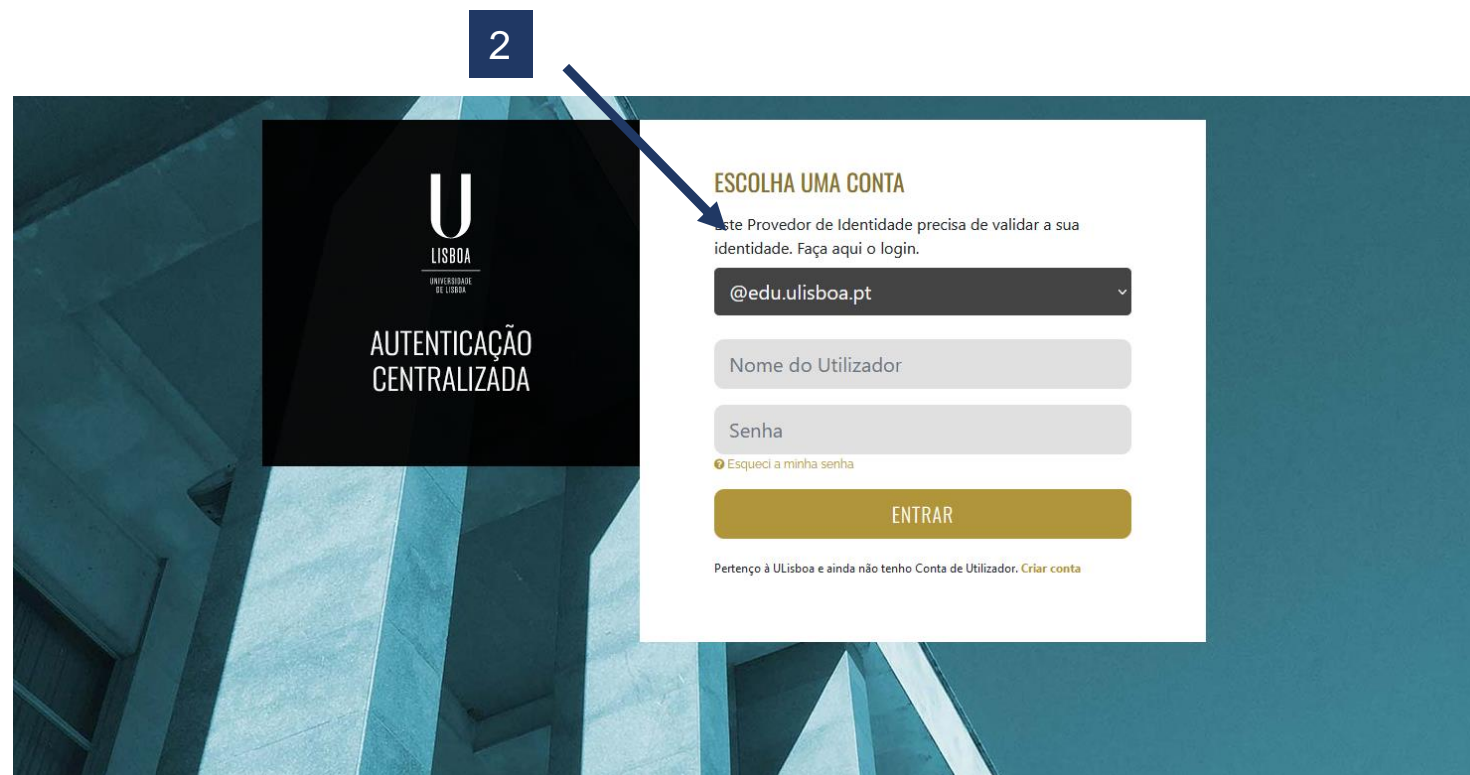 2
U
LISBOA
UNIVERSIDADE
DE LISBOA
AUTENTICAÇÃO
CENTRALIZADA
ESCOLHA UMA CONTA
Este Provedor de Identidade precisa de validar a sua
identidade. Faça aqui o login.
@edu.ulisboa.pt
Nome do Utilizador
Senha
Esqueci a minha senha
ENTRAR
Pertenço à ULisboa e ainda não tenho Conta de Utilizador. Criar conta